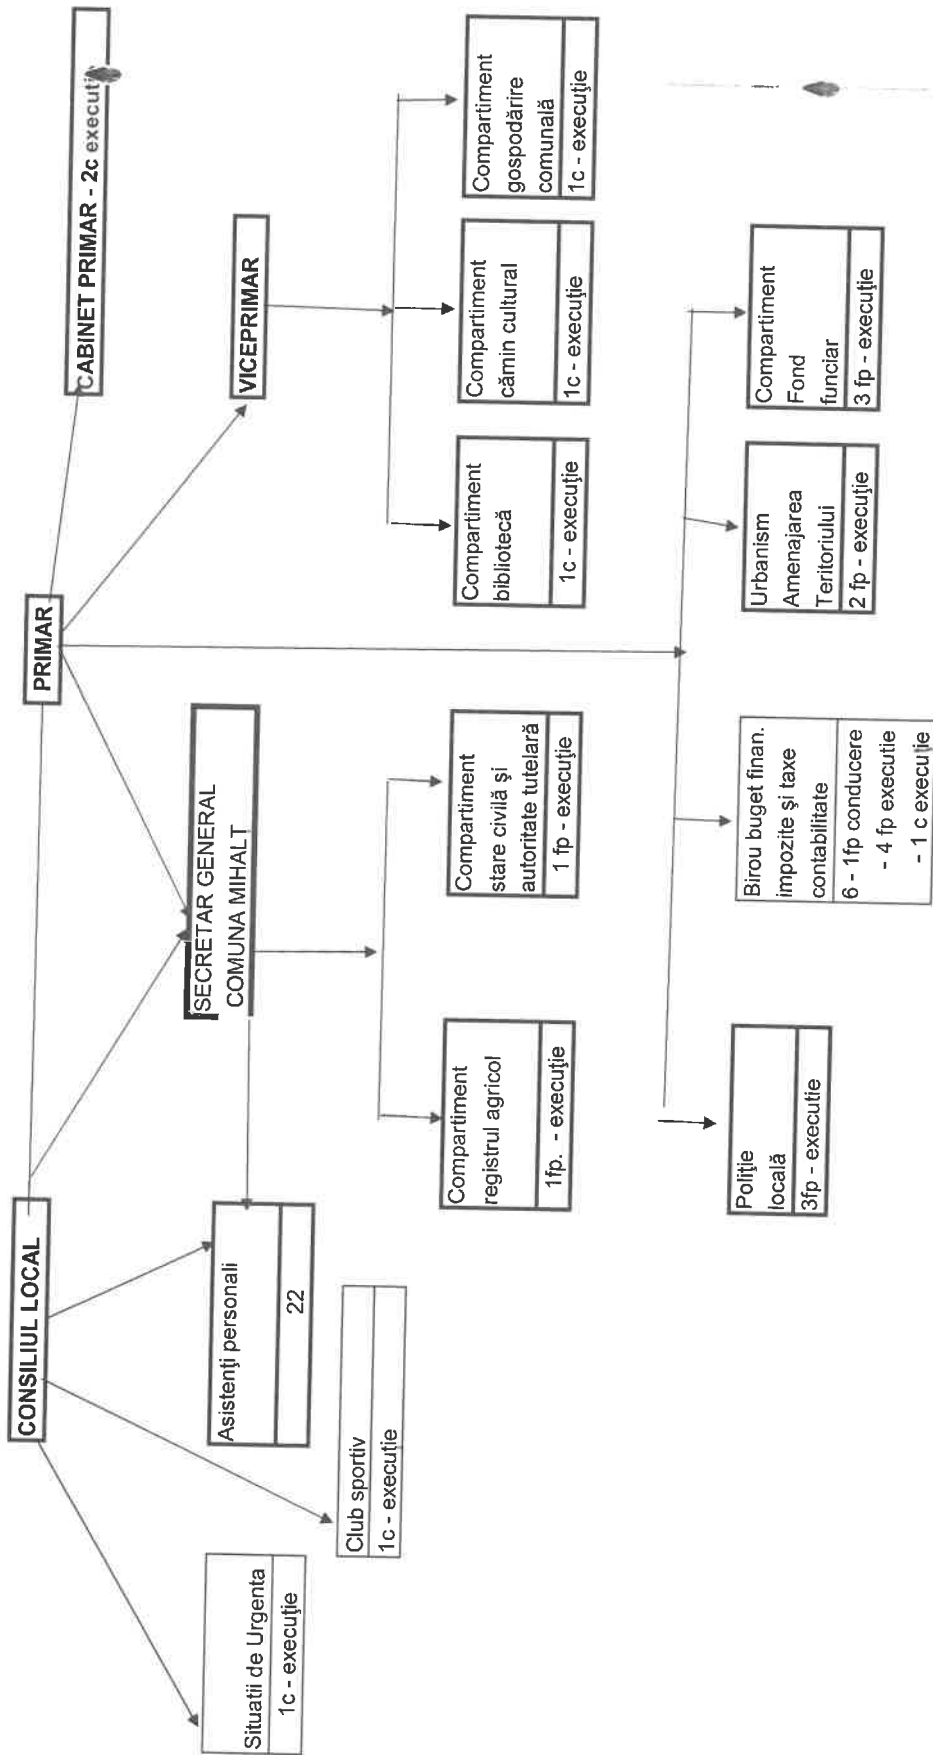 CONSILIUL LOCAL
PRIMAR
CABINET PRIMAR - 2c executie
Situatii de Urgenta
1c - execuţie
Asistenţi personali
22
SECRETAR GENERAL
COMUNA MIHALT
VICEPRIMAR
Club sportiv
1c - execuţie
Compartiment
registrul agricol
1fp. - execuţie
Compartiment
stare civilă şi
autoritate tutelară
1 fp - execuţie
Compartiment
bibliotecă
1c - execuţie
Compartiment
cămin cultural
1c - execuţie
Compartiment
gospodărire
comunală
1c - execuţie
Poliţie
locală
3fp - executie
Birou buget finan.
impozite şi taxe
contabilitate
6 - 1fp conducere
- 4 fp executie
- 1 c execuţie
Urbanism
Amenajarea
Teritoriului
2 fp - execuţie
Compartiment
Fond
funciar
3 fp - execuţie